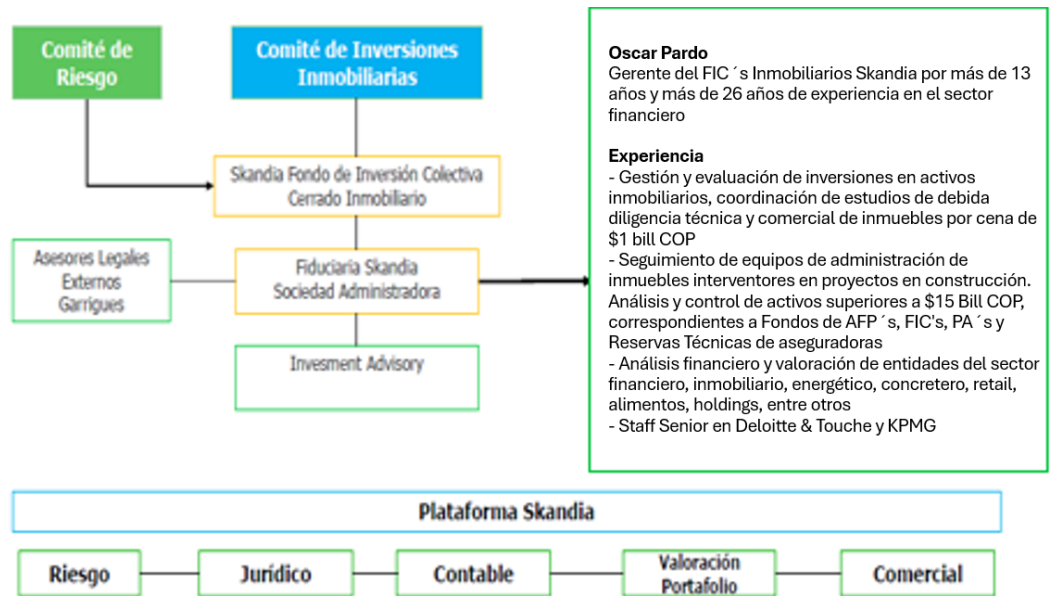 Comité de
Riesgo
Comité de Inversiones
Inmobiliarias
Skandia Fondo de Inversión Colectiva
Cerrado Inmobiliario
Asesores Legales
Externos
Garrigues
Fiduciaria Skandia
Sociedad Administradora
Invesment Advisory
Oscar Pardo
Gerente del FIC ´s Inmobiliarios Skandia por más de 13
años y más de 26 años de experiencia en el sector
financiero
Experiencia
- Gestión y evaluación de inversiones en activos
inmobiliarios, coordinación de estudios de debida
diligencia técnica y comercial de inmuebles por cena de
$1 bill COP
- Seguimiento de equipos de administración de
inmuebles interventores en proyectos en construcción.
Análisis y control de activos superiores a $15 Bill COP,
correspondientes a Fondos de AFP ´s, FIC's, PA ´s y
Reservas Técnicas de aseguradoras
- Análisis financiero y valoración de entidades del sector
financiero, inmobiliario, energético, concretero, retail,
alimentos, holdings, entre otros
- Staff Senior en Deloitte & Touche y KPMG
Plataforma Skandia
Riesgo
Jurídico
Contable
Valoración
Portafolio
Comercial